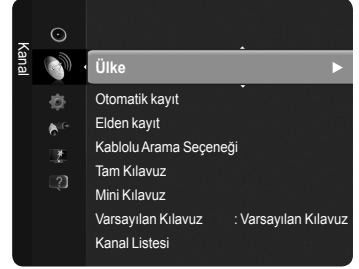 Kanal
Ülke
Otomatik kayıt
Elden kayıt
Kablolu Arama Seçeneği
Tam Kılavuz
Mini Kılavuz
Varsayılan Kılavuz : Varsayılan Kılavuz
Kanal Listesi